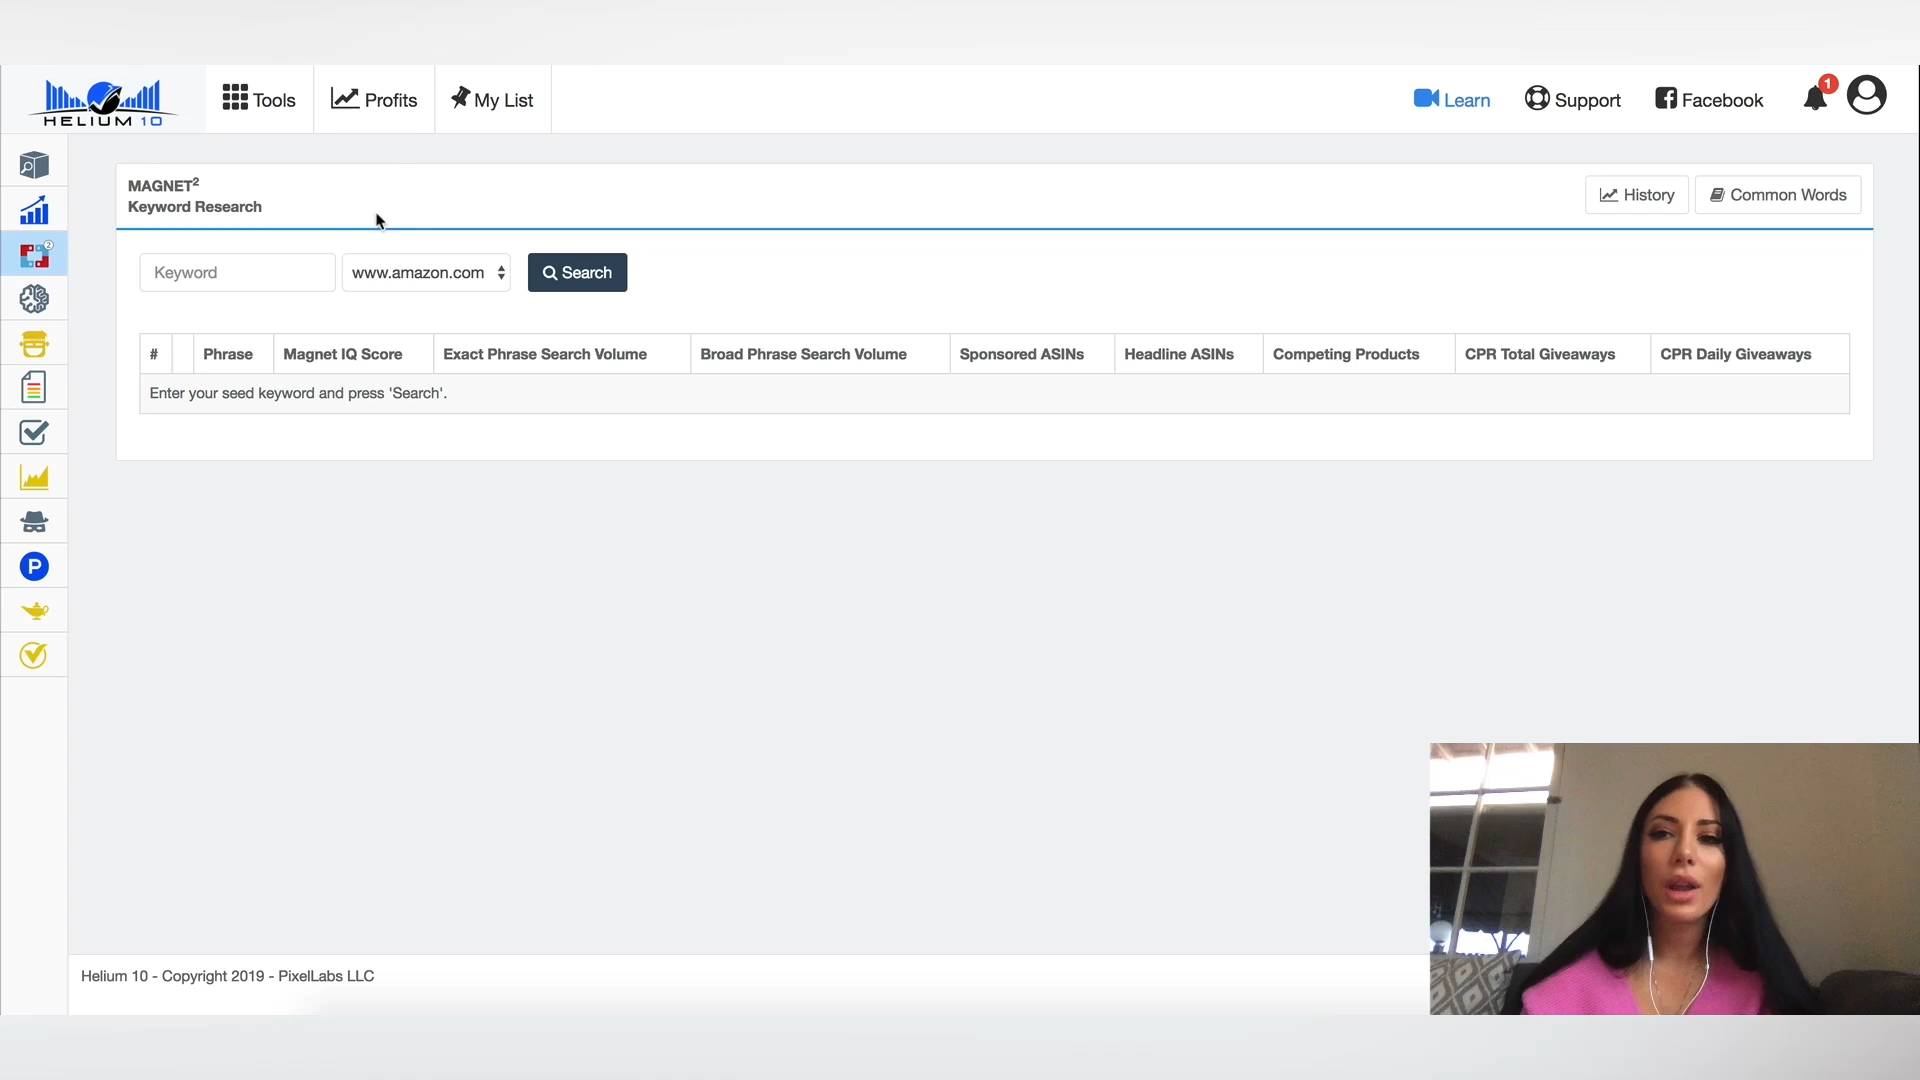 HELIUM 10
Tools
Profits
My List
Learn
Support
Facebook
1
MAGNET²
Keyword Research
History
Common Words
2
Keyword
www.amazon.com
Search
# Phrase Magnet IQ Score Exact Phrase Search Volume Broad Phrase Search Volume Sponsored ASINs Headline ASINs Competing Products CPR Total Giveaways CPR Daily Giveaways
Enter your seed keyword and press 'Search'.
P
Helium 10 - Copyright 2019 - PixelLabs LLC